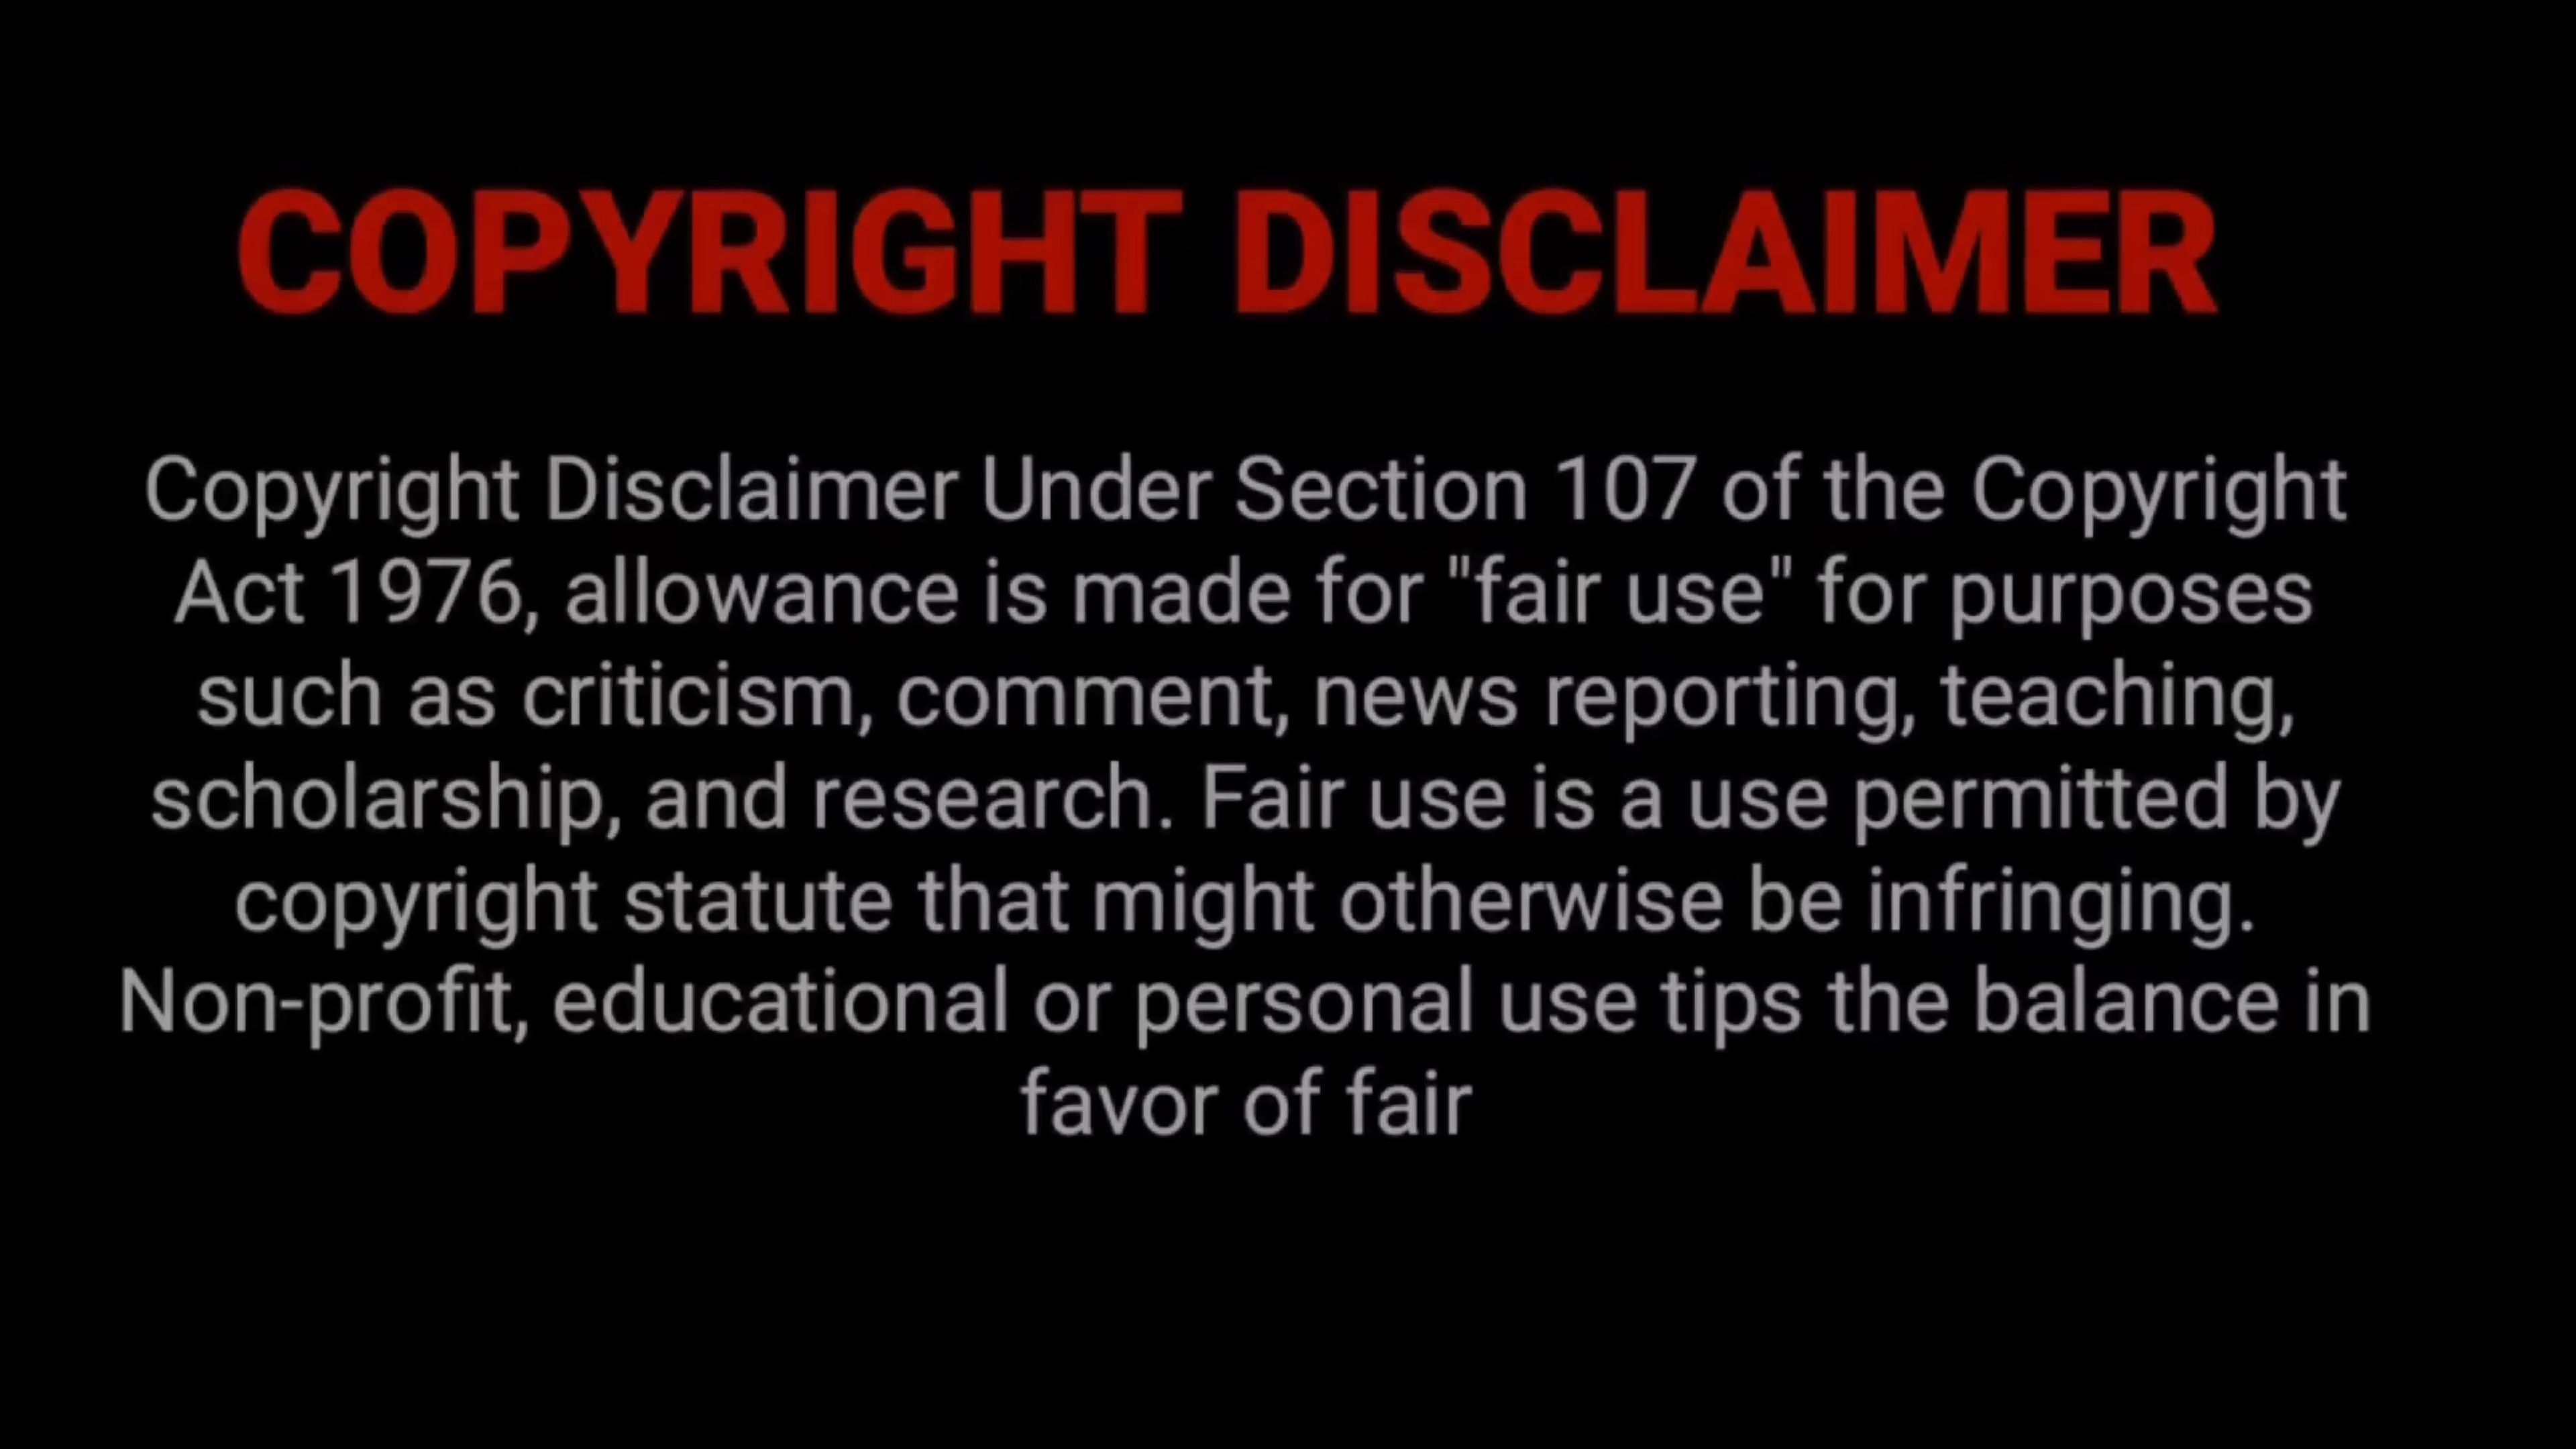 COPYRIGHT DISCLAIMER
Copyright Disclaimer Under Section 107 of the Copyright
Act 1976, allowance is made for "fair use" for purposes
such as criticism, comment, news reporting, teaching,
scholarship, and research. Fair use is a use permitted by
copyright statute that might otherwise be infringing.
Non-profit, educational or personal use tips the balance in
favor of fair